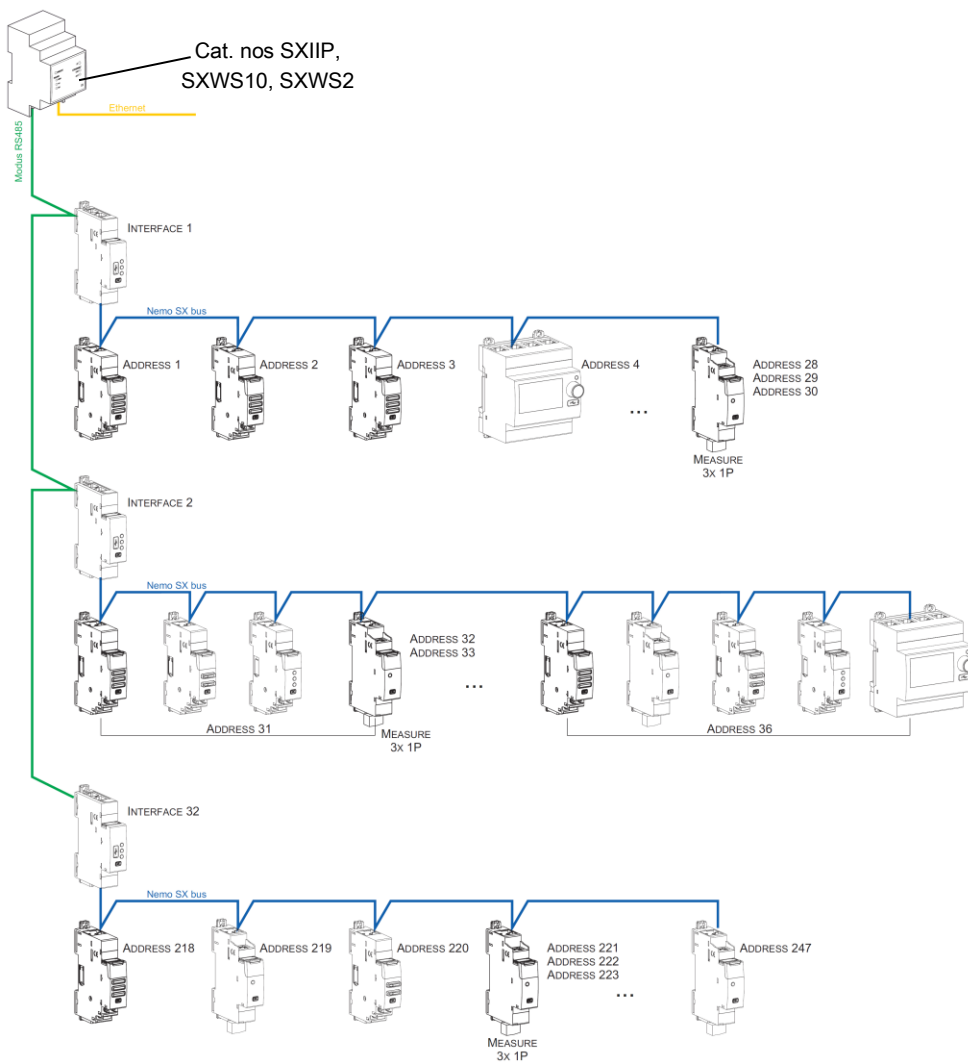 Cat. nos SXIIP,
SXWS10, SXWS2
Ethernet
Modus RS485
INTERFACE 1
Nemo SX bus
ADDRESS 1
ADDRESS 2
ADDRESS 3
ADDRESS 4
ADDRESS 28
ADDRESS 29
ADDRESS 30
...
MEASURE
3X 1P
INTERFACE 2
Nemo SX bus
ADDRESS 32
ADDRESS 33
...
ADDRESS 31
MEASURE
3X 1P
ADDRESS 36
INTERFACE 32
Nemo SX bus
ADDRESS 218
ADDRESS 219
ADDRESS 220
ADDRESS 221
ADDRESS 222
ADDRESS 223
ADDRESS 247
...
MEASURE
3X 1P